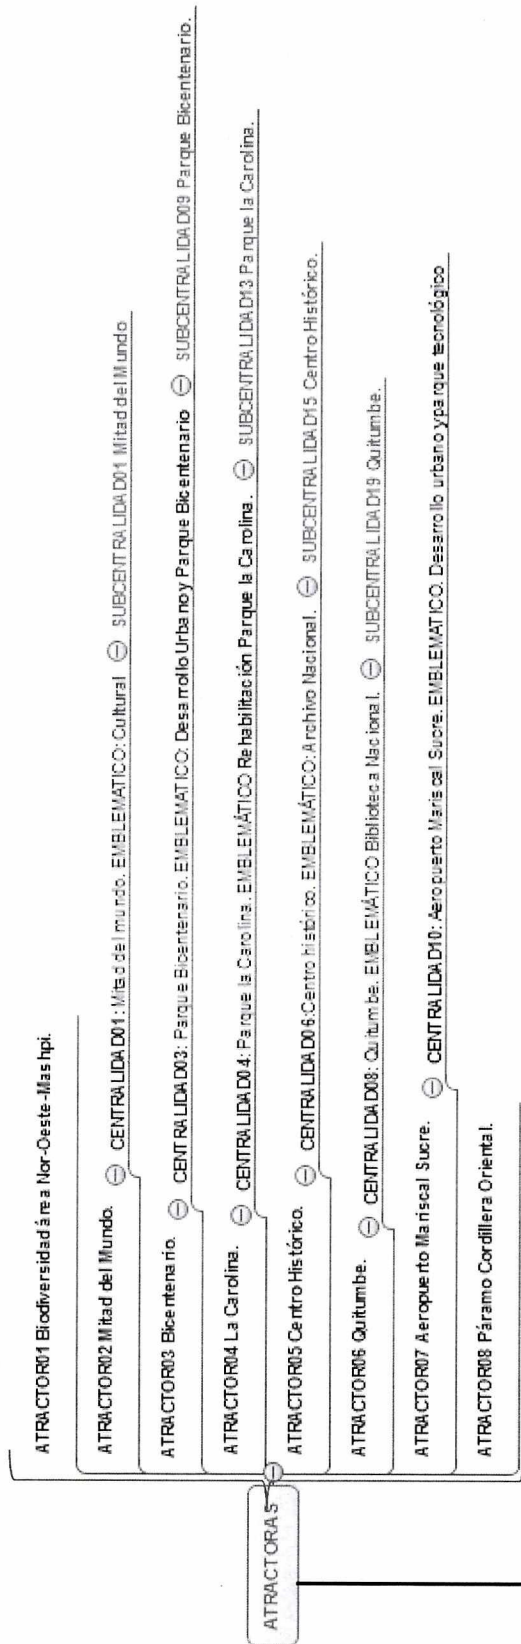 ATRACTORAS
ATRACTOR01 Biodiversidad área Nor-Oeste-Mashpi.
ATRACTOR02 Mitad del Mundo. CENTRALIDAD01: Mitad del mundo. EMBLEMATICO: Cultural SUBCENTRALIDAD01 Mitad del Mundo
ATRACTOR03 Bicentenario. CENTRALIDAD03: Parque Bicentenario. EMBLEMATICO: Desarrollo Urbano y Parque Bicentenario SUBCENTRALIDAD09 Parque Bicentenario.
ATRACTOR04 La Carolina. CENTRALIDAD04: Parque la Carolina. EMBLEMÁTICO Rehabilitación Parque la Carolina. SUBCENTRALIDAD13 Parque la Carolina.
ATRACTOR05 Centro Histórico. CENTRALIDAD06:Centro histórico. EMBLEMÁTICO: Archivo Nacional. SUBCENTRALIDAD15 Centro Histórico.
ATRACTOR06 Quitumbe. CENTRALIDAD08: Quitumbe. EMBLEMÁTICO Biblioteca Nacional. SUBCENTRALIDAD19 Quitumbe.
ATRACTOR07 Aeropuerto Mariscal Sucre. CENTRALIDAD10: Aeropuerto Mariscal Sucre. EMBLEMATICO. Desarrollo urbano y parque tecnológico
ATRACTOR08 Páramo Cordillera Oriental.